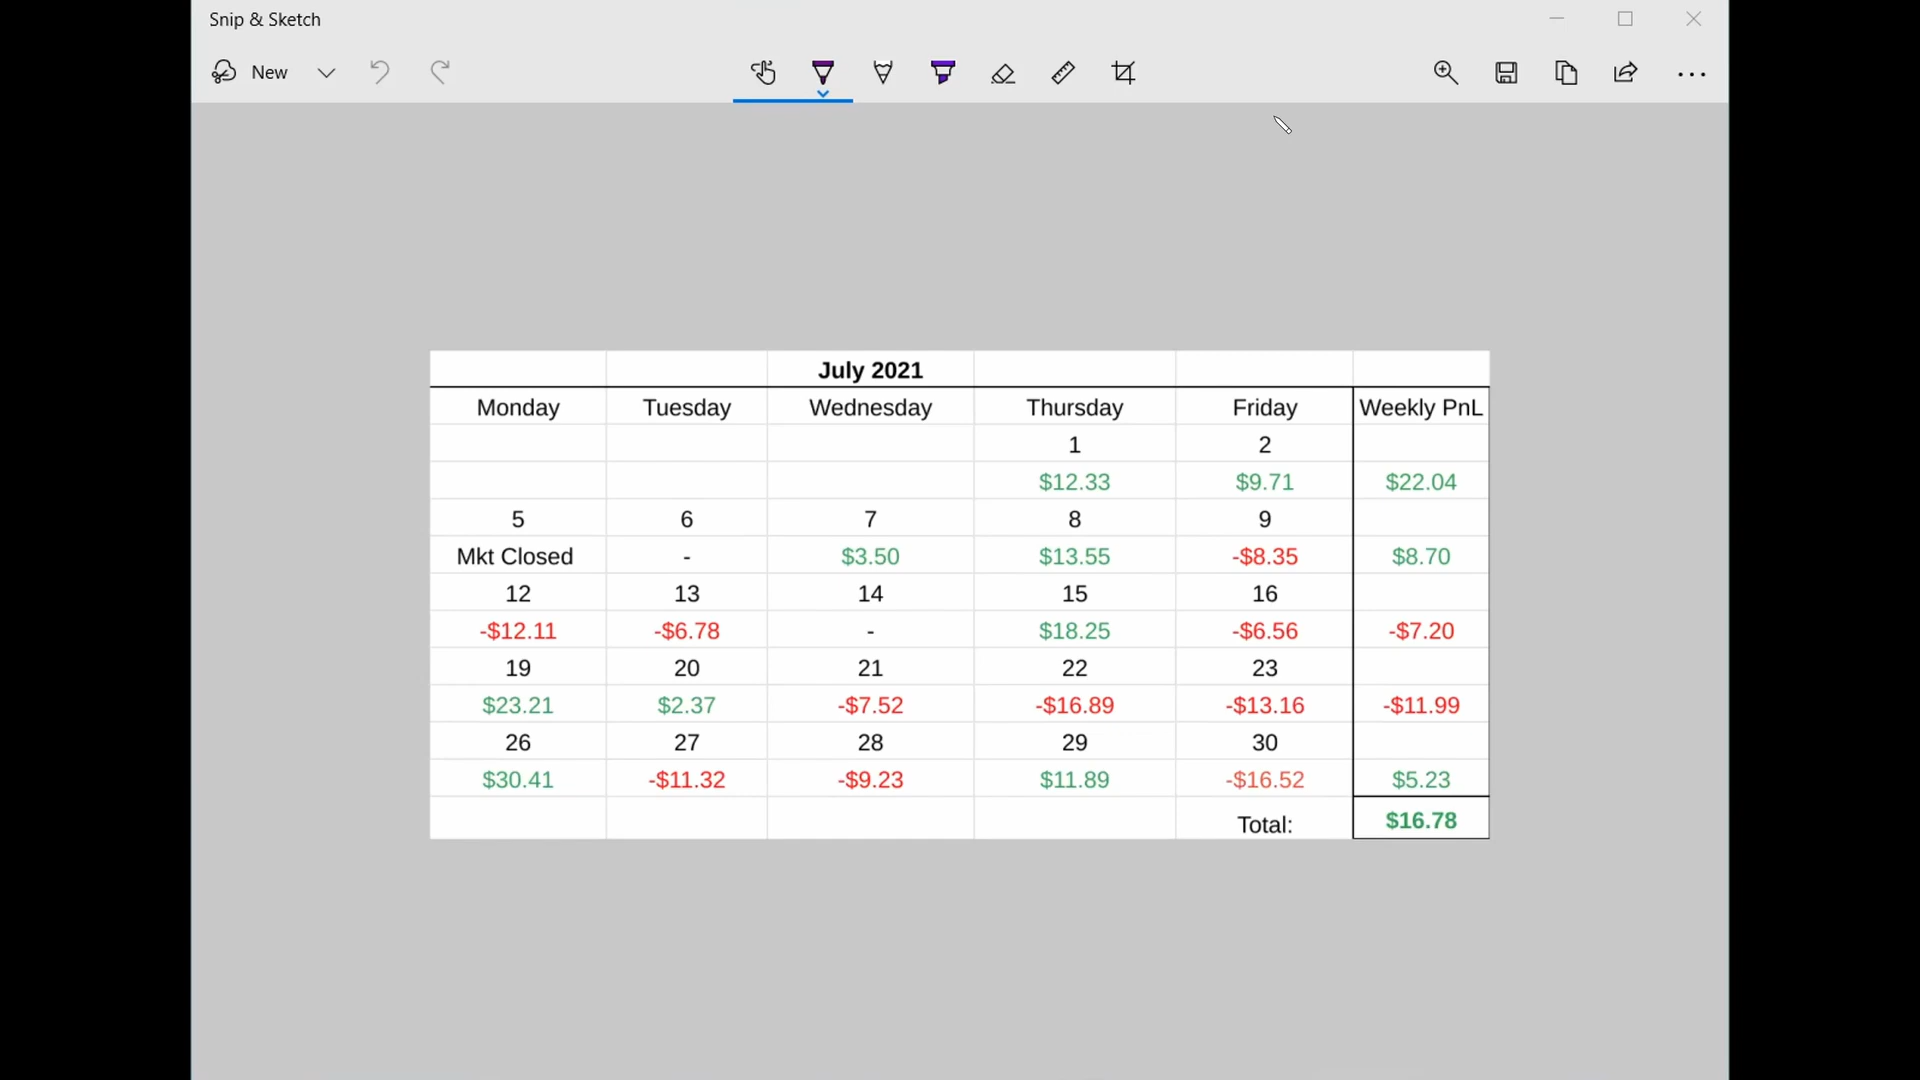 Snip & Sketch
New
July 2021
Monday Tuesday Wednesday Thursday Friday Weekly PnL
1 2
$12.33 $9.71 $22.04
5 6 7 8 9
Mkt Closed - $3.50 $13.55 -$8.35 $8.70
12 13 14 15 16
-$12.11 -$6.78 - $18.25 -$6.56 -$7.20
19 20 21 22 23
$23.21 $2.37 -$7.52 -$16.89 -$13.16 -$11.99
26 27 28 29 30
$30.41 -$11.32 -$9.23 $11.89 -$16.52 $5.23
Total: $16.78